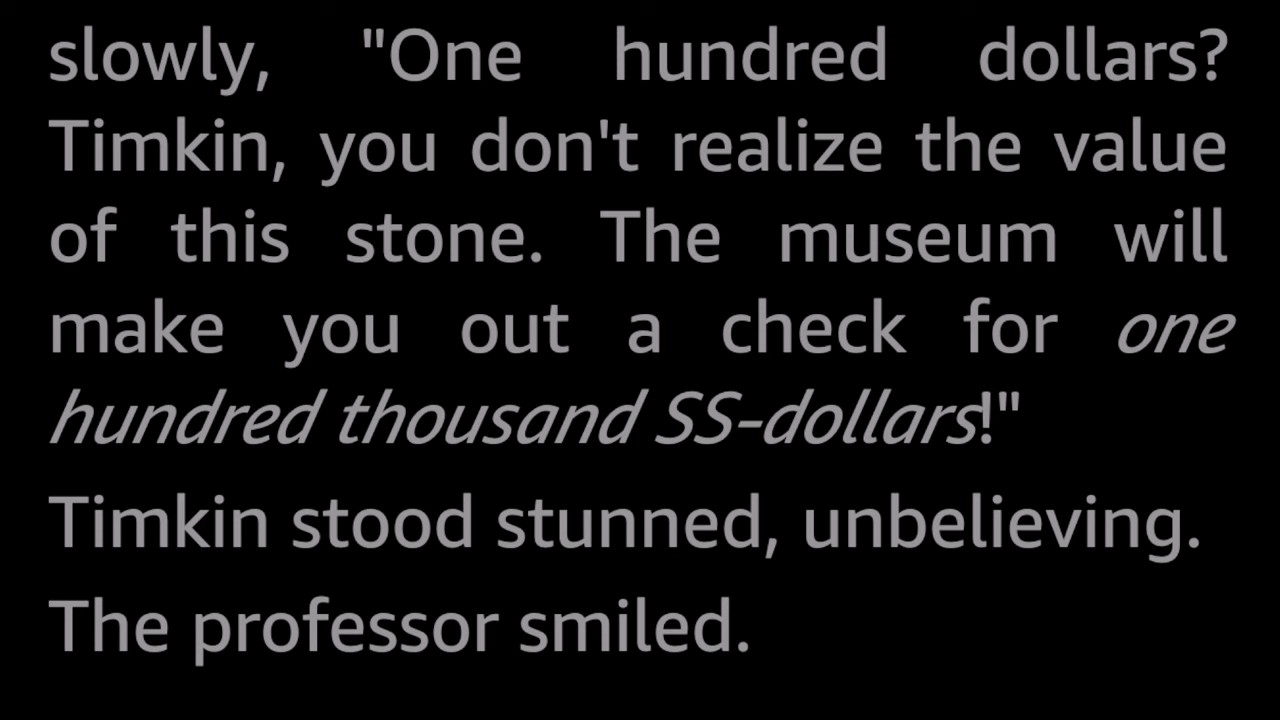 slowly, "One hundred dollars?
Timkin, you don't realize the value
of this stone. The museum will
make you out a check for one
hundred thousand SS-dollars!"
Timkin stood stunned, unbelieving.
The professor smiled.